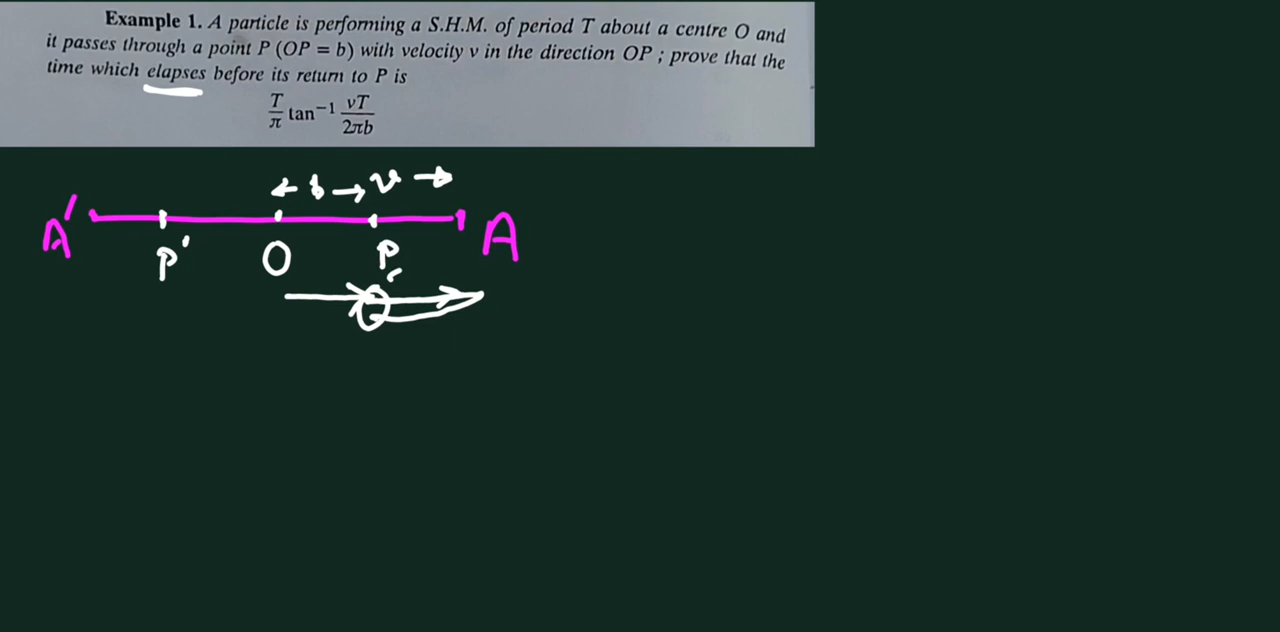 Example 1. A particle is performing a S.H.M. of period T about a centre O and
it passes through a point P (OP = b) with velocity v in the direction OP ; prove that the
time which elapses before its return to P is
T/π tan⁻¹ vT/2πb
← b → v →
A' P' O P A